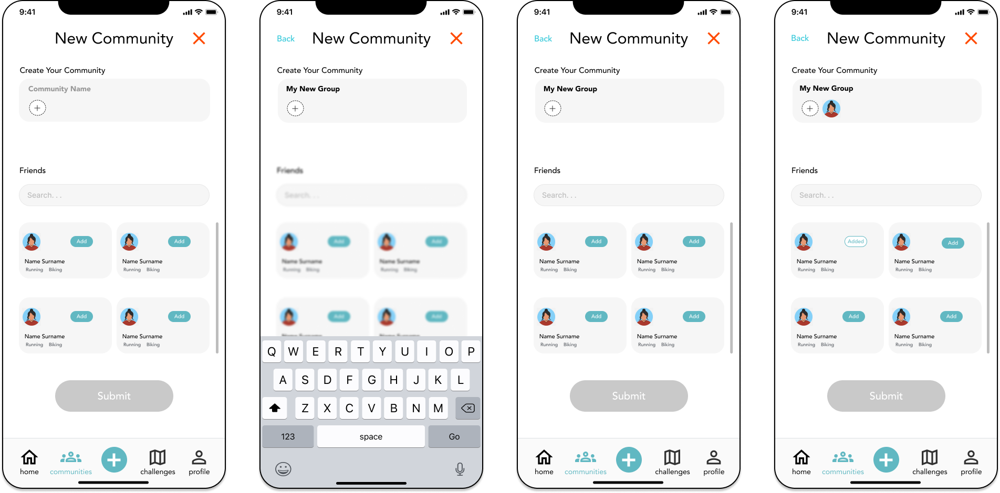 9:41
New Community
Create Your Community
Community Name
Friends
Search. . .
Add Add
Name Surname Name Surname
Running Biking Running Biking
Add Add
Name Surname Name Surname
Running Biking Running Biking
Submit
home communities challenges profile
9:41
Back New Community
Create Your Community
My New Group
Friends
Search. . .
Add Add
Name Surname Name Surname
Running Biking Running Biking
Add Add
Name Surname Name Surname
Q W E R T Y U I O P
A S D F G H J K L
Z X C V B N M
123 space Go
9:41
Back New Community
Create Your Community
My New Group
Friends
Search. . .
Add Add
Name Surname Name Surname
Running Biking Running Biking
Add Add
Name Surname Name Surname
Running Biking Running Biking
Submit
home communities challenges profile
9:41
Back New Community
Create Your Community
My New Group
Friends
Search. . .
Added Add
Name Surname Name Surname
Running Biking Running Biking
Add Add
Name Surname Name Surname
Running Biking Running Biking
Submit
home communities challenges profile